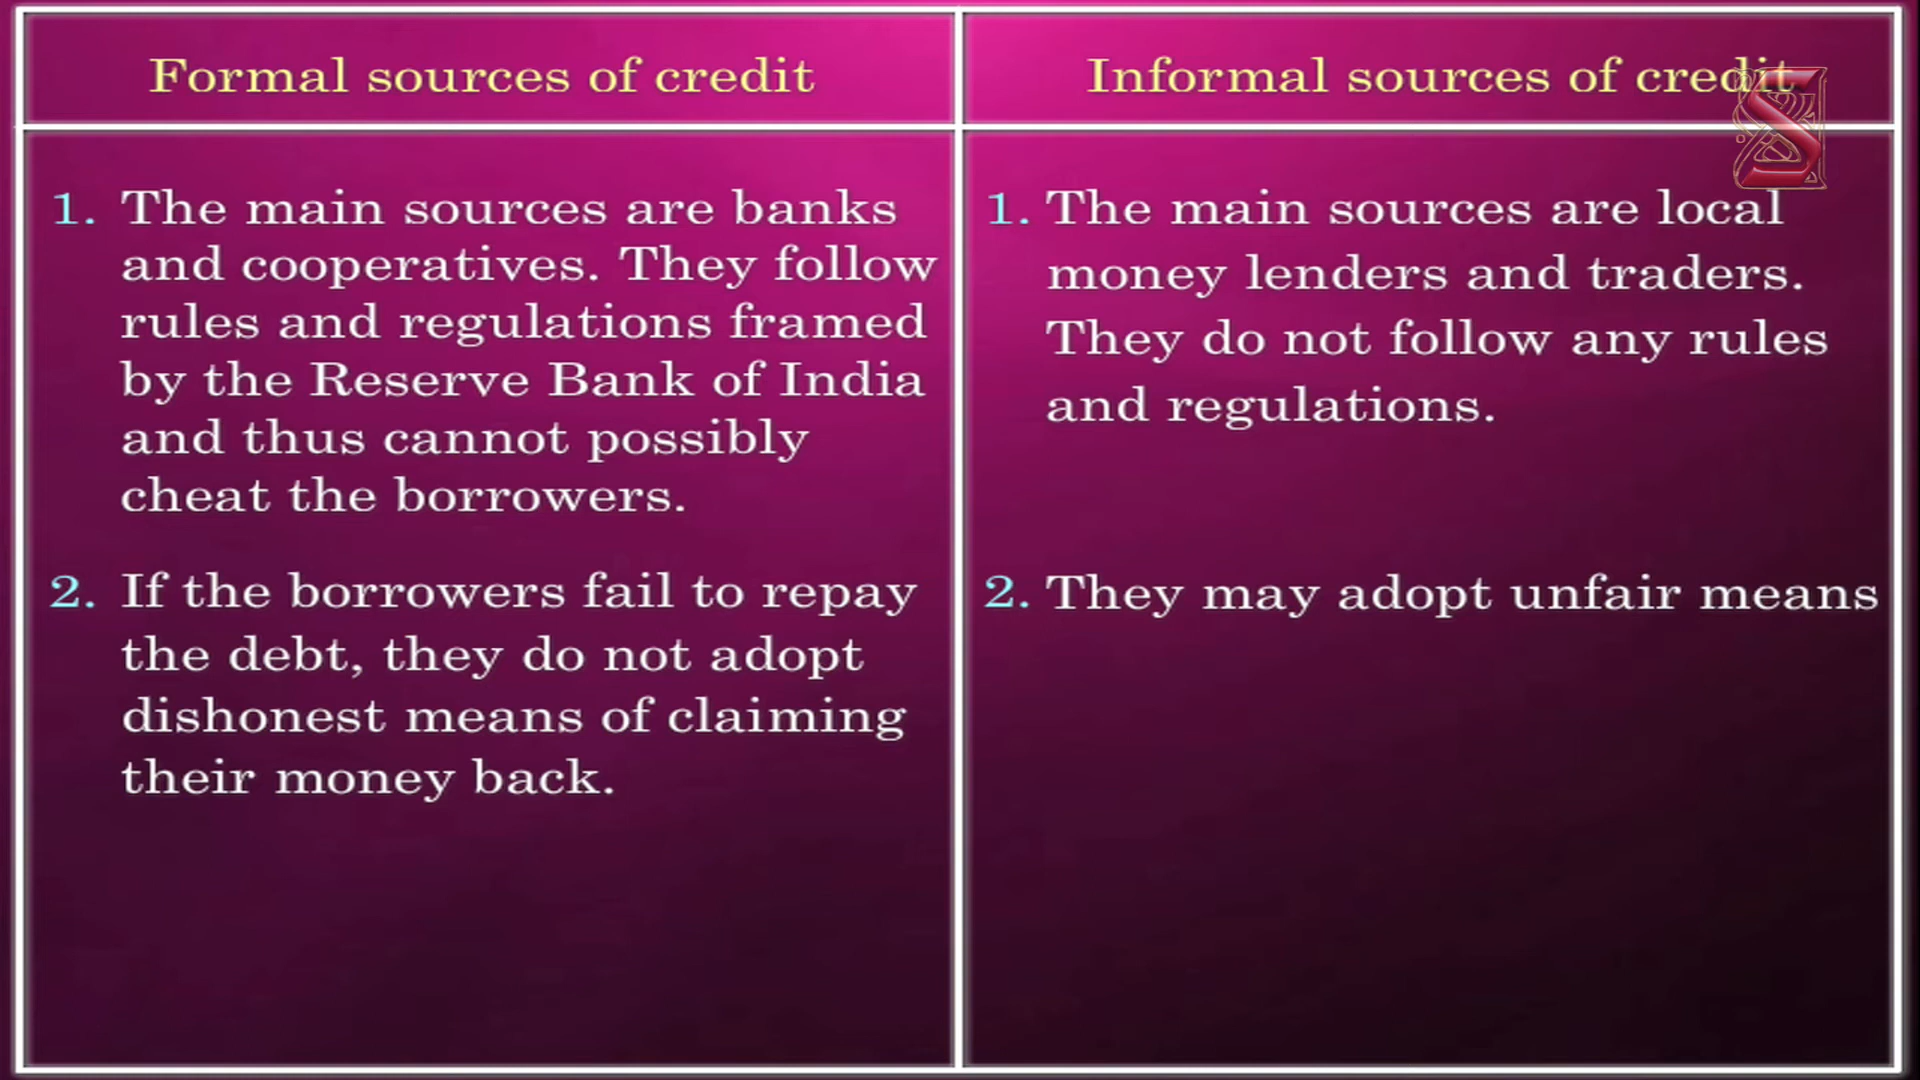 Formal sources of credit
Informal sources of credit
1. The main sources are banks
and cooperatives. They follow
rules and regulations framed
by the Reserve Bank of India
and thus cannot possibly
cheat the borrowers.
2. If the borrowers fail to repay
the debt, they do not adopt
dishonest means of claiming
their money back.
1. The main sources are local
money lenders and traders.
They do not follow any rules
and regulations.
2. They may adopt unfair means